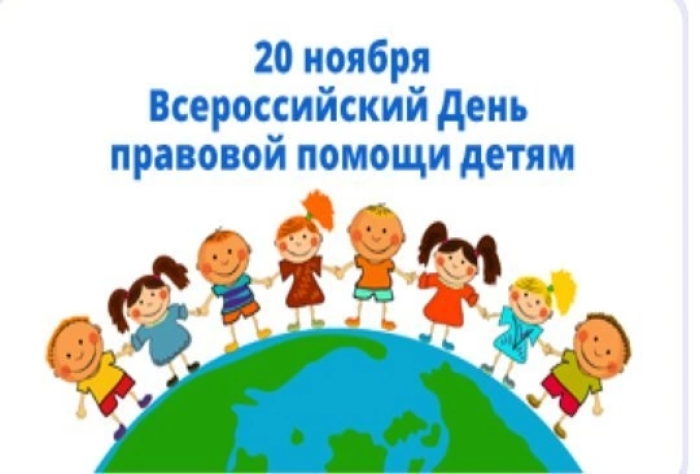 20 ноября
Всероссийский День
правовой помощи детям